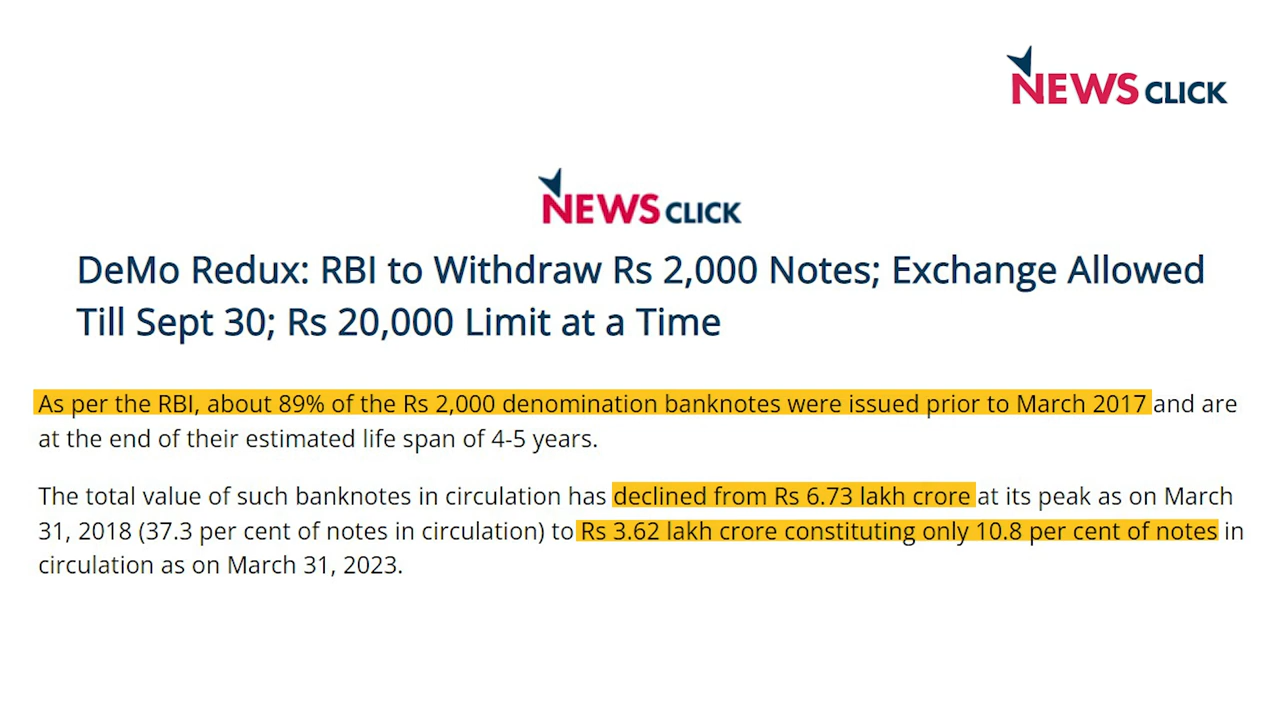 NEWS CLICK
NEWS CLICK
DeMo Redux: RBI to Withdraw Rs 2,000 Notes; Exchange Allowed
Till Sept 30; Rs 20,000 Limit at a Time
As per the RBI, about 89% of the Rs 2,000 denomination banknotes were issued prior to March 2017 and are
at the end of their estimated life span of 4-5 years.
The total value of such banknotes in circulation has declined from Rs 6.73 lakh crore at its peak as on March
31, 2018 (37.3 per cent of notes in circulation) to Rs 3.62 lakh crore constituting only 10.8 per cent of notes in
circulation as on March 31, 2023.